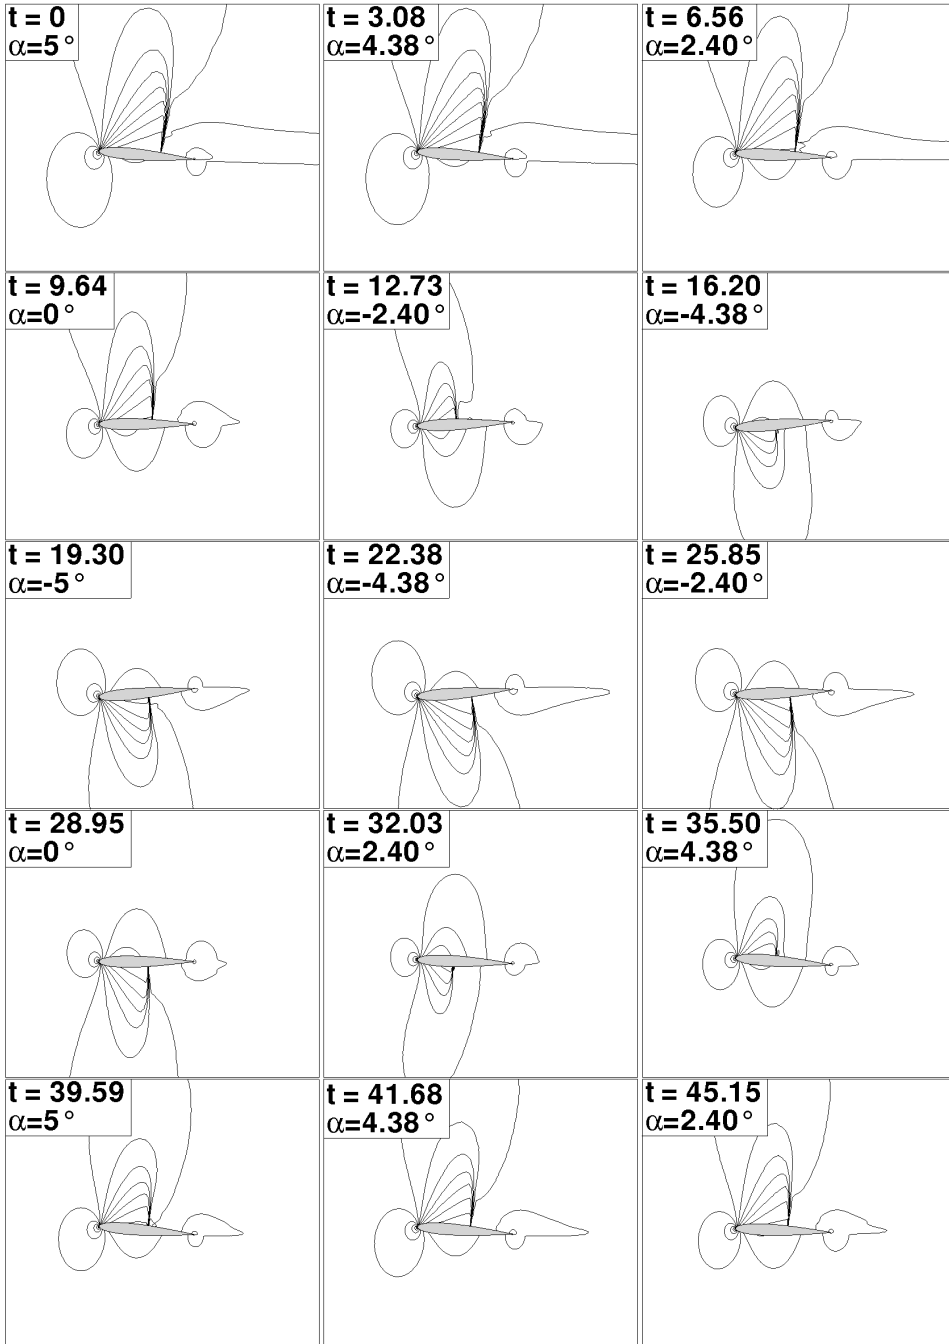 t = 0
α=5°
t = 3.08
α=4.38°
t = 6.56
α=2.40°
t = 9.64
α=0°
t = 12.73
α=-2.40°
t = 16.20
α=-4.38°
t = 19.30
α=-5°
t = 22.38
α=-4.38°
t = 25.85
α=-2.40°
t = 28.95
α=0°
t = 32.03
α=2.40°
t = 35.50
α=4.38°
t = 39.59
α=5°
t = 41.68
α=4.38°
t = 45.15
α=2.40°